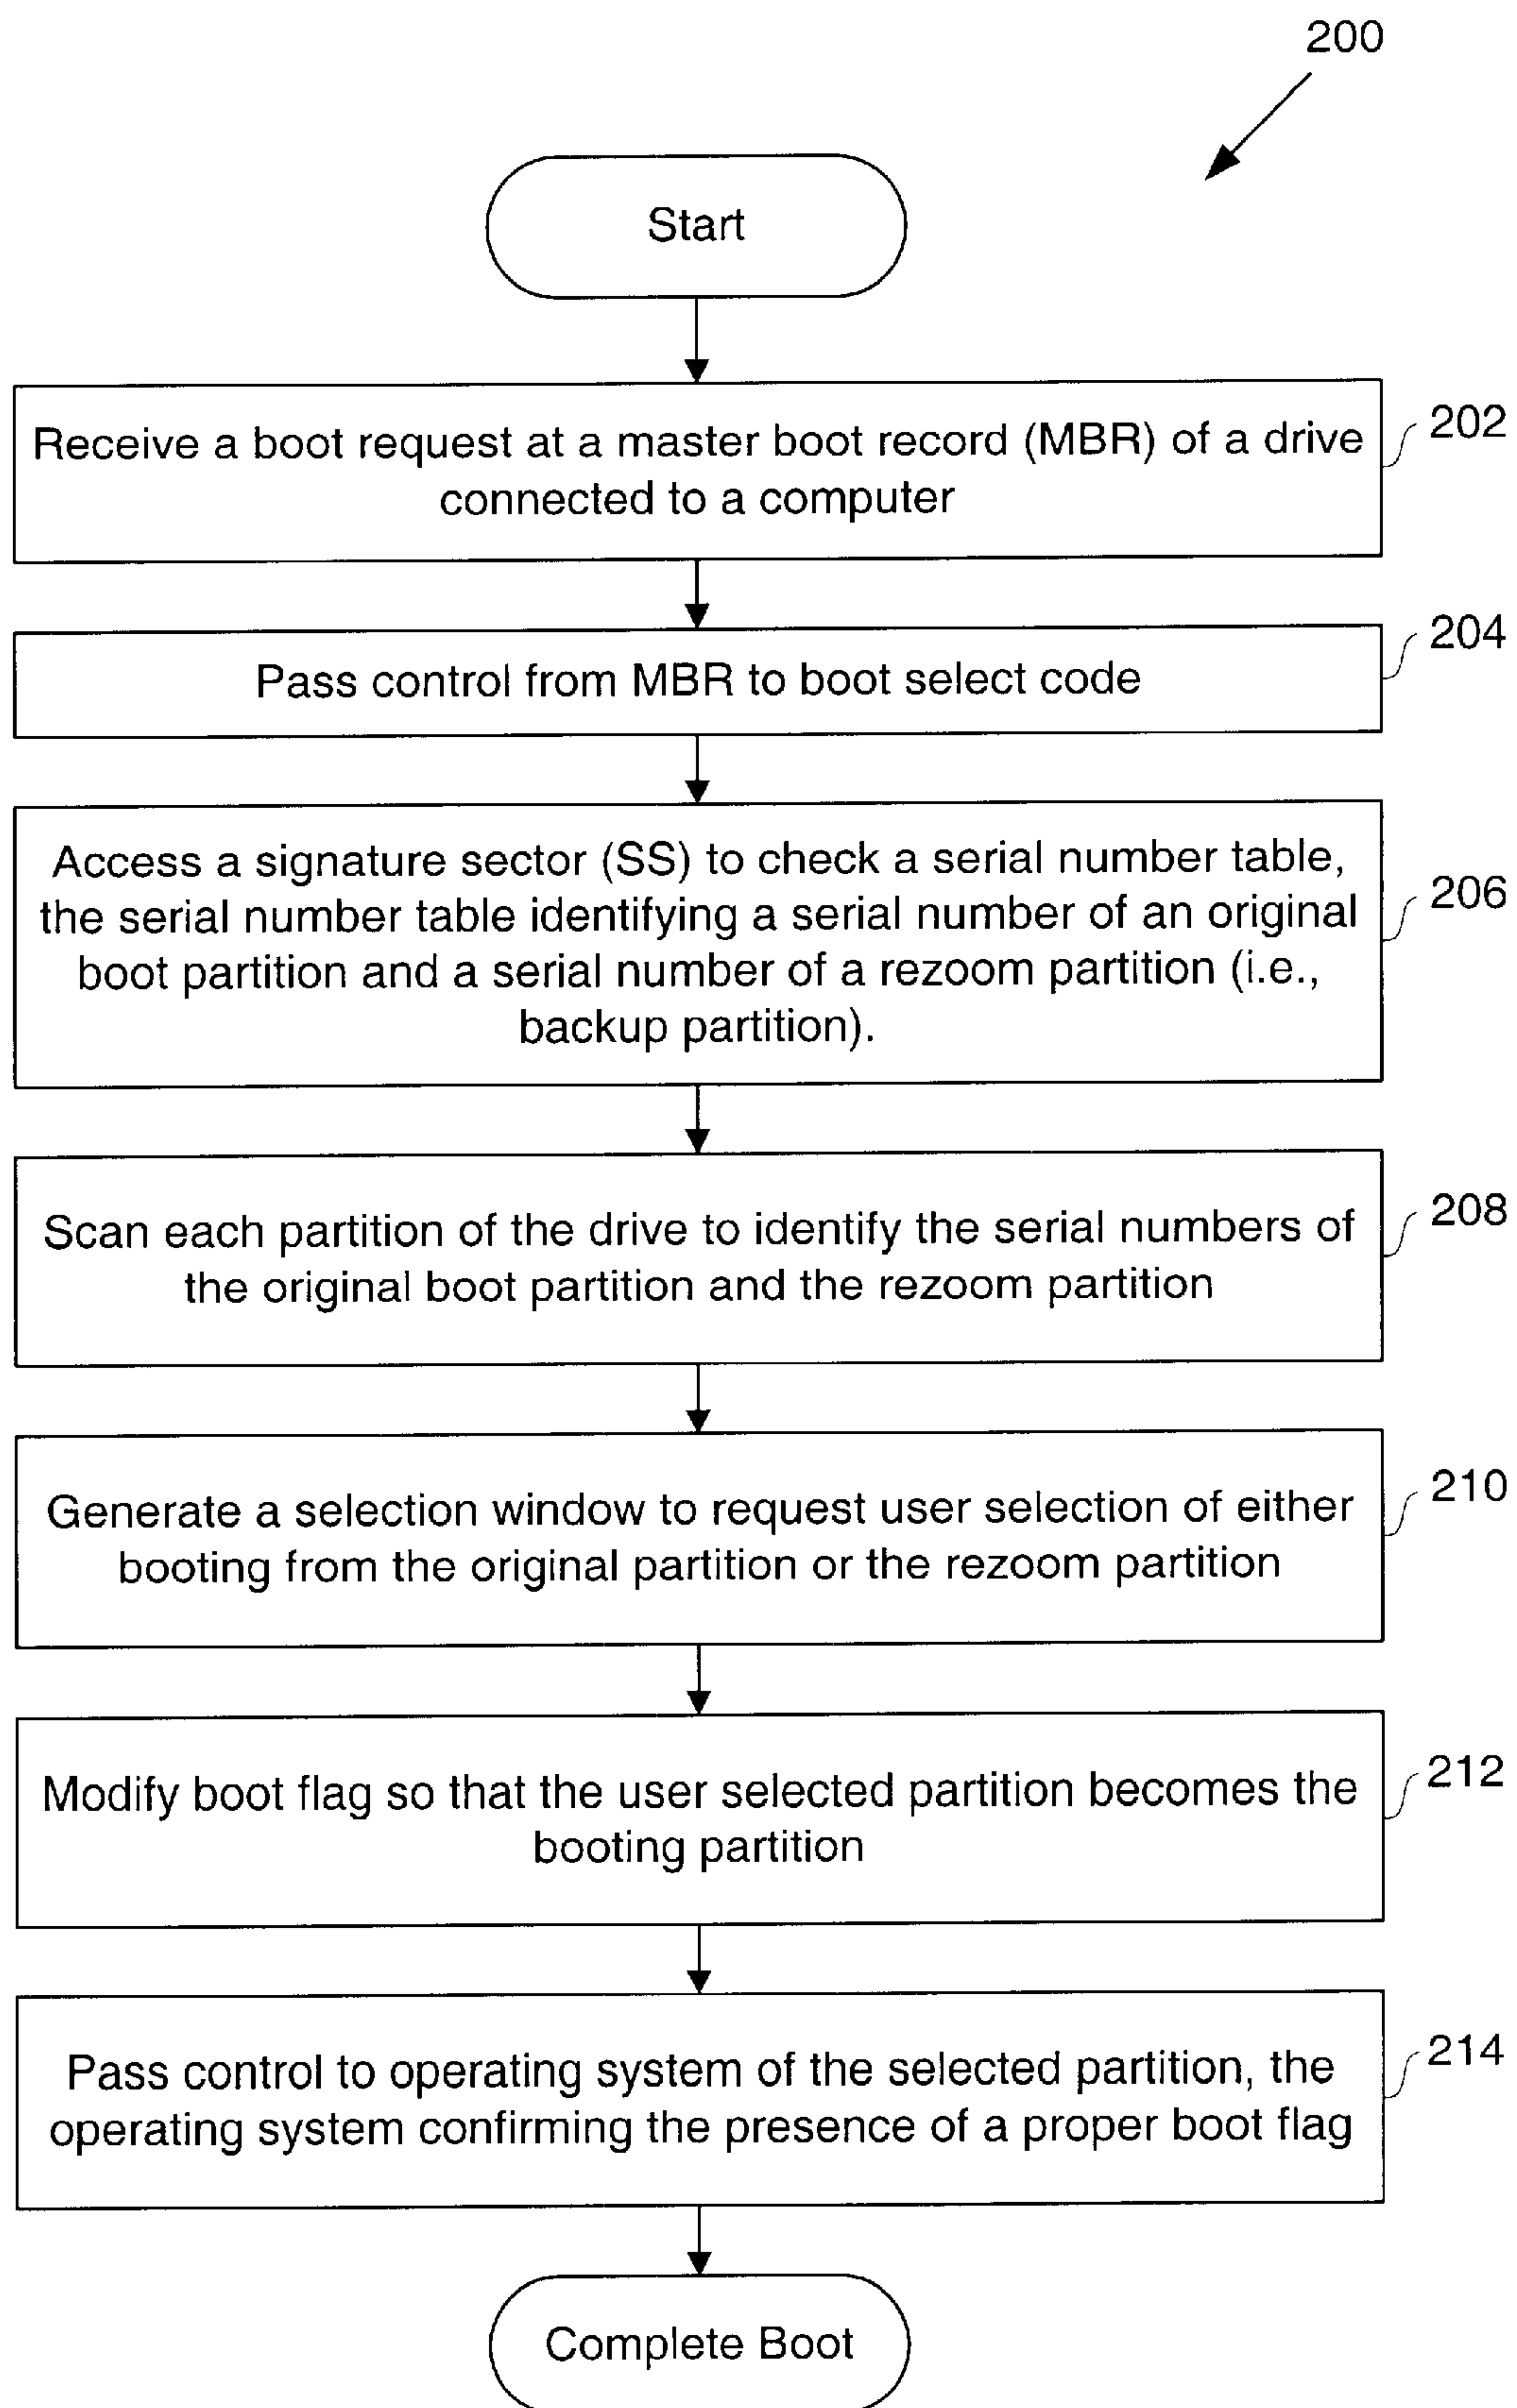 200
Start
Receive a boot request at a master boot record (MBR) of a drive
connected to a computer
202
Pass control from MBR to boot select code
204
Access a signature sector (SS) to check a serial number table,
the serial number table identifying a serial number of an original
boot partition and a serial number of a rezoom partition (i.e.,
backup partition).
206
Scan each partition of the drive to identify the serial numbers of
the original boot partition and the rezoom partition
208
Generate a selection window to request user selection of either
booting from the original partition or the rezoom partition
210
Modify boot flag so that the user selected partition becomes the
booting partition
212
Pass control to operating system of the selected partition, the
operating system confirming the presence of a proper boot flag
214
Complete Boot